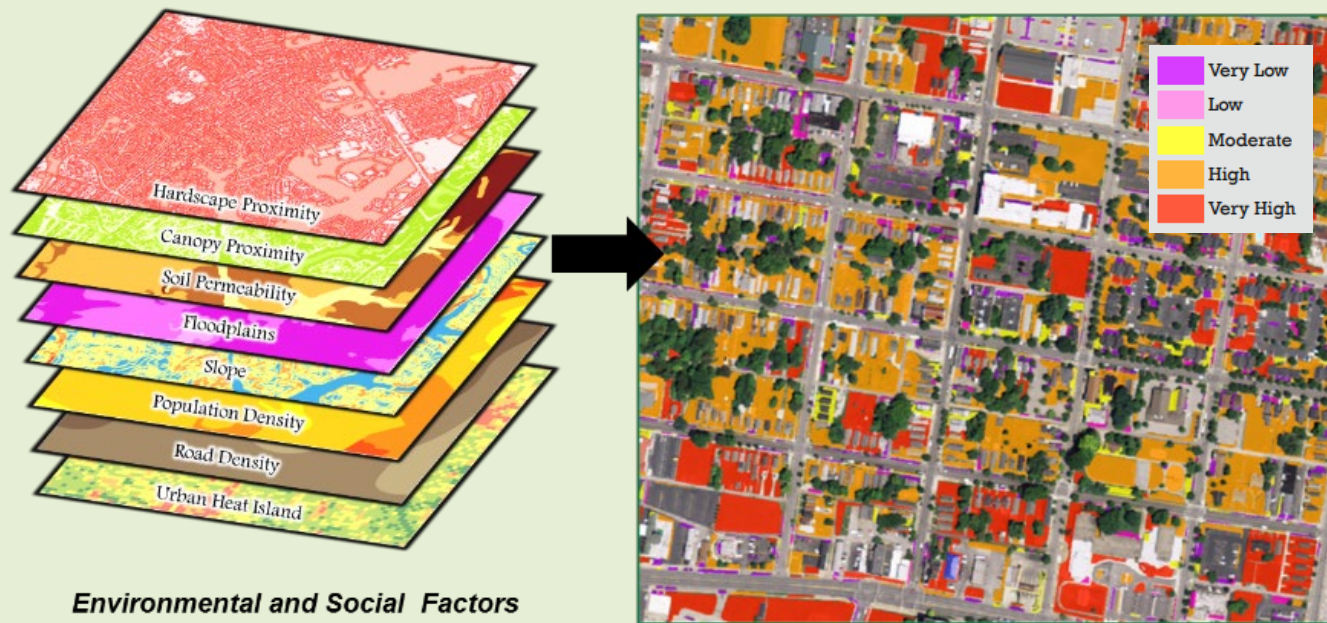 Hardscape Proximity
Canopy Proximity
Soil Permeability
Floodplains
Slope
Population Density
Road Density
Urban Heat Island
Environmental and Social Factors
Very Low
Low
Moderate
High
Very High